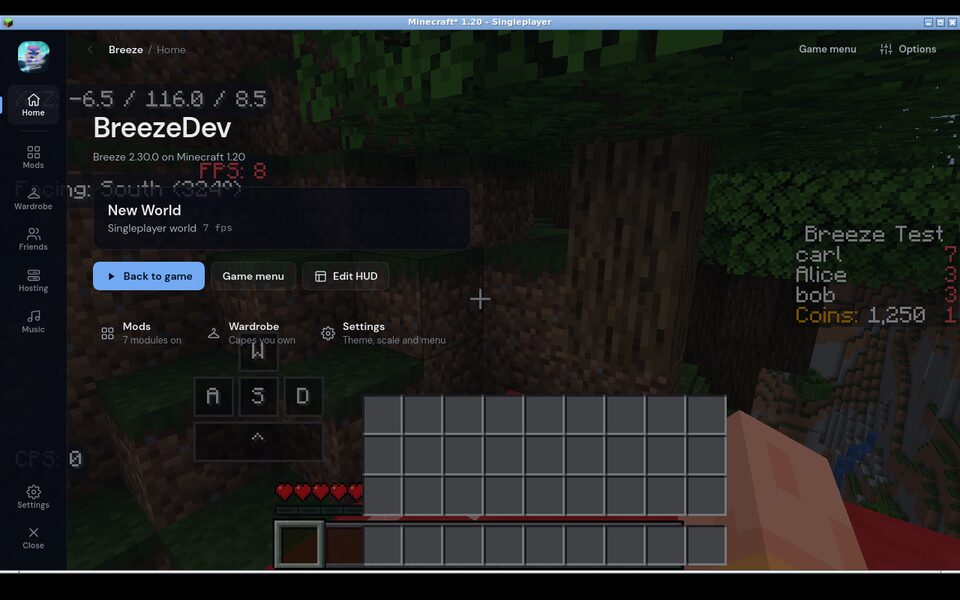 Minecraft* 1.20 - Singleplayer
Breeze / Home
Game menu
Options
-6.5 / 116.0 / 8.5
Home
BreezeDev
Breeze 2.30.0 on Minecraft 1.20
FPS: 8
Mods
Facing: South (324°)
Wardrobe
New World
Singleplayer world 7 fps
Friends
Breeze Test
carl 7
Alice 3
bob 3
Coins: 1,250 1
Back to game
Game menu
Edit HUD
Hosting
Music
Mods
7 modules on
Wardrobe
Capes you own
Settings
Theme, scale and menu
W
A S D
^
CPS: 0
Settings
Close